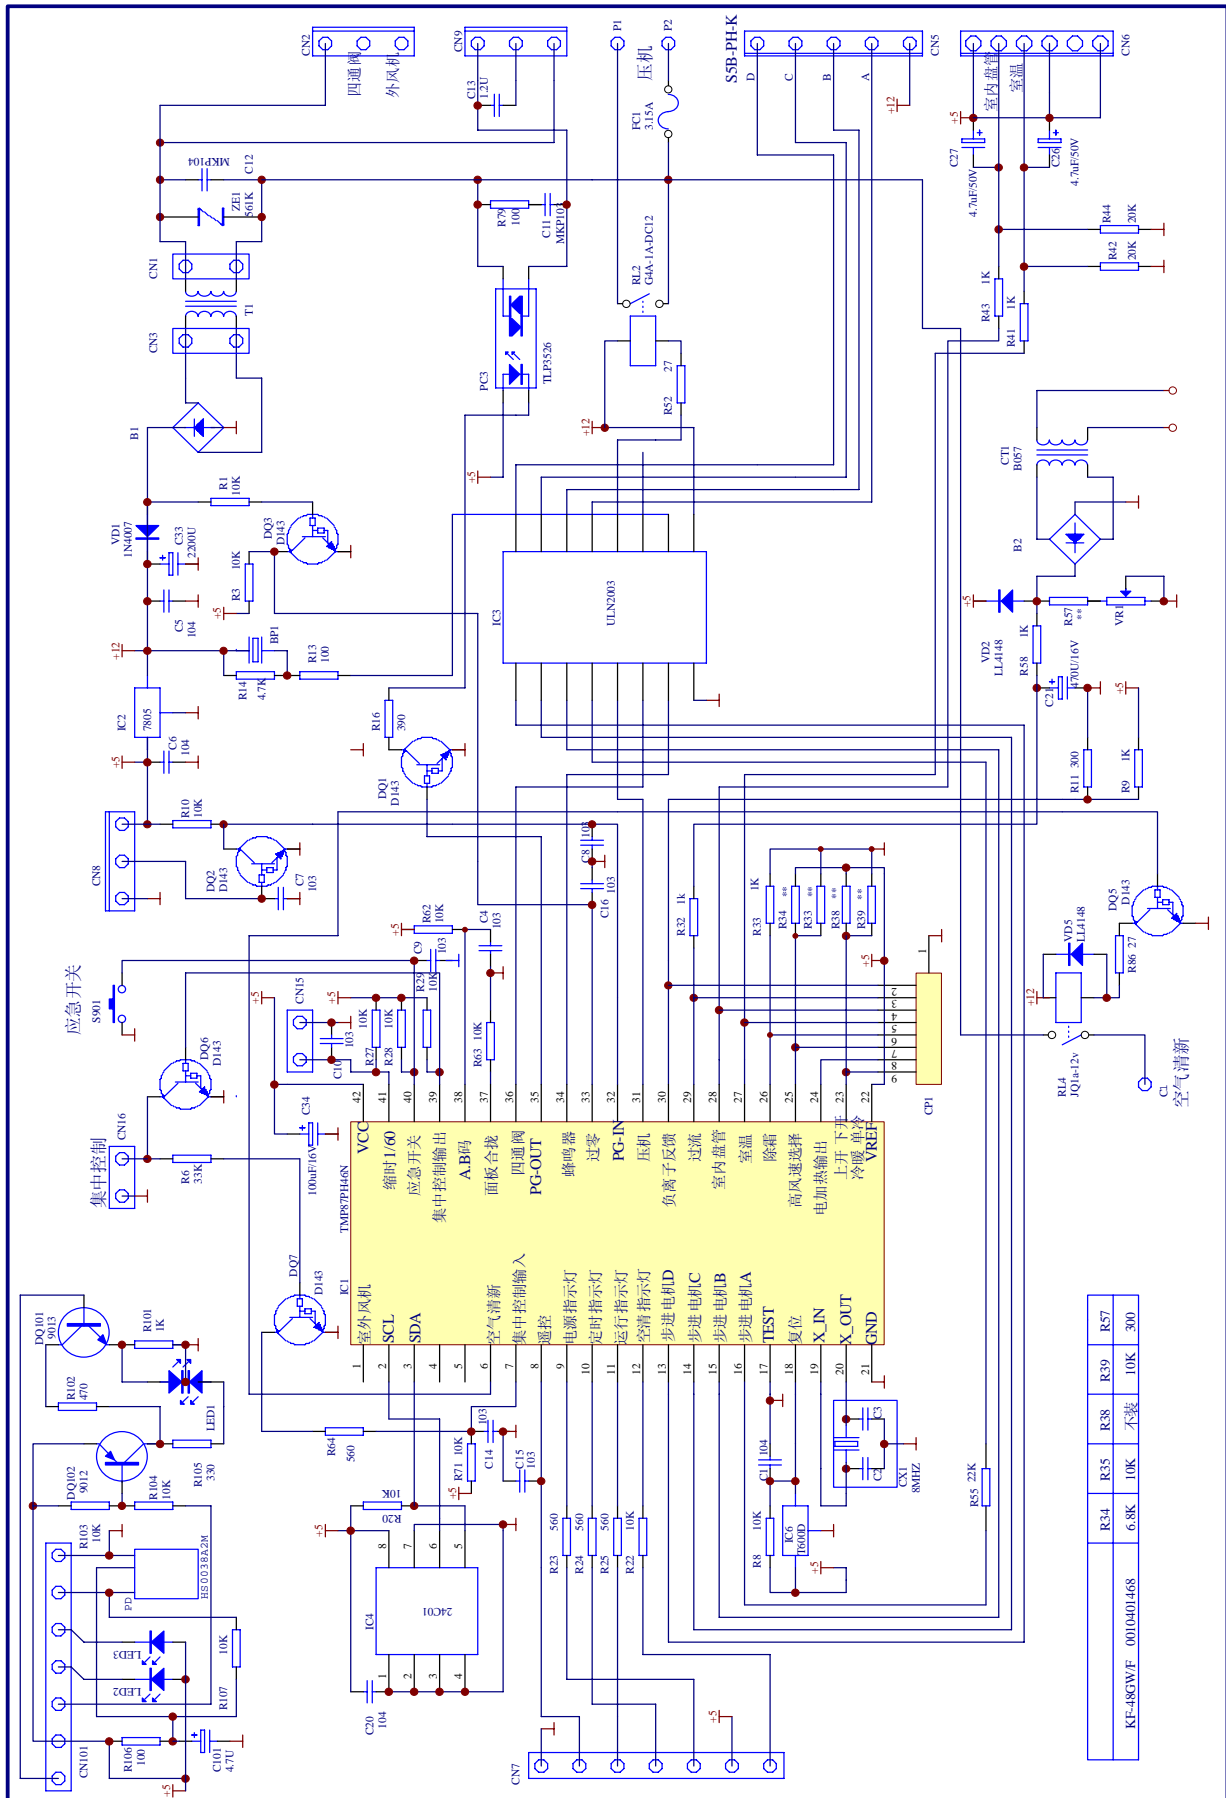 CN101
R106
100
C101
4.7U
+5
LED2
LED3
R107
10K
PD
HS0038A2M
R103
10K
DQ102
9012
R104
10K
R105
330
R102
470
LED1
DQ101
9013
R101
1K
集中控制
CN16
R6
33K
DQ7
D143
DQ6
D143
应急开关
S901
CN8
R10
10K
DQ2
D143
C7
103
+5
C6
104
IC2
7805
+12
C5
104
C33
2200U
VD1
1N4007
B1
CN3
T1
CN1
ZE1
561K
MKP104
C12
CN2
四通阀
外风机
R1
10K
DQ3
D143
R3
10K
+5
R14
4.7K
BP1
R13
100
CN9
C13
1.2U
R79
100
C11
MKP103
PC3
TLP3526
+5
R16
390
DQ1
D143
C20
104
IC4
24C01
1
2
3
4
5
6
7
8
+5
R20
10K
R64
560
R71
10K
+5
C14
103
C15
103
IC1
TMP87PH46N
室外风机
SCL
SDA
空气清新
集中控制输入
遥控
电源指示灯
定时指示灯
运行指示灯
空清指示灯
步进电机D
步进电机C
步进电机B
步进电机A
TEST
复位
X_IN
X_OUT
GND
1
2
3
4
5
6
7
8
9
10
11
12
13
14
15
16
17
18
19
20
21
VCC
缩时1/60
应急开关
集中控制输出
A.B码
面板合拢
四通阀
PG-OUT
蜂鸣器
过零
PG-IN
压机
负离子反馈
过流
室内盘管
室温
除霜
高风速选择
电加热输出
上开 下开
冷暖 单冷
VREF
42
41
40
39
38
37
36
35
34
33
32
31
30
29
28
27
26
25
24
23
22
100uF/16V
C34
+5
CN15
C10
103
+5
R27
10K
R28
R29
10K
C9
103
R62
10K
+5
C4
103
R63
10K
C16
103
C8
103
IC3
ULN2003
+12
R52
27
RL2
G4A-1A-DC12
FC1
3.15A
压机
P1
P2
CN7
+5
R23
560
R24
560
R25
560
R22
10K
R8
10K
C1
104
IC6
T600D
+5
C2
C3
CX1
8MHZ
R55
22K
R32
1k
R33
1K
R34
**
R33
**
R38
**
R39
**
+5
CP1
1
2
3
4
5
6
7
8
9
S5B-PH-K
D
C
B
A
CN5
+12
CN6
室内盘管
室温
+5
C27
4.7uF/50V
C26
4.7uF/50V
R43
1K
R41
1K
R44
20K
R42
20K
CT1
B057
B2
+5
VD2
LL4148
R57
**
VR1
R58
1K
C21
470U/16V
R11
300
R9
1K
+5
RL4
JQ1a-12v
+12
VD5
LL4148
R86
27
DQ5
D143
C1
空气清新
R34
R35
R38
R39
R57
KF-48GW/F
0010401468
6.8K
10K
不装
10K
300